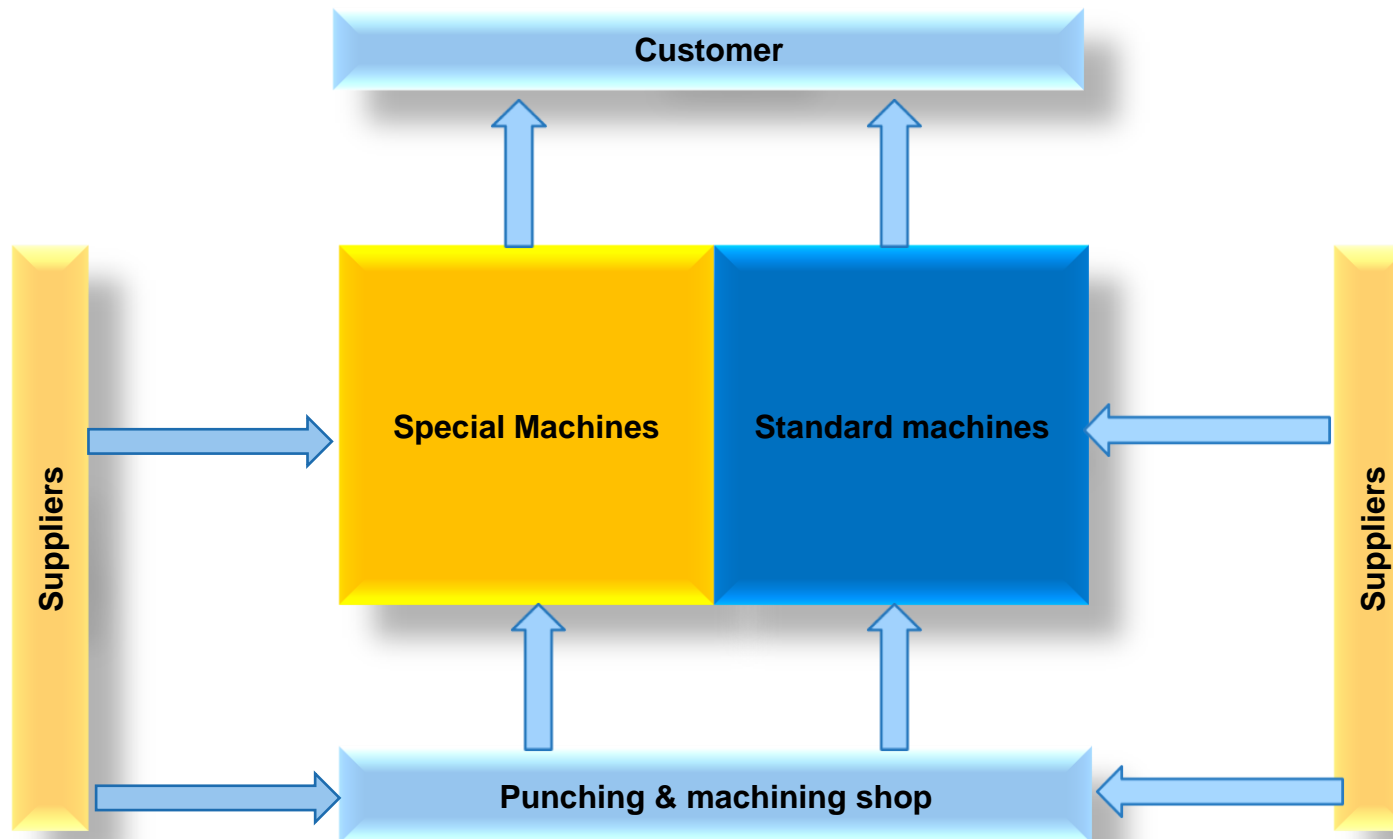 Customer
Suppliers
Special Machines
Standard machines
Suppliers
Punching & machining shop